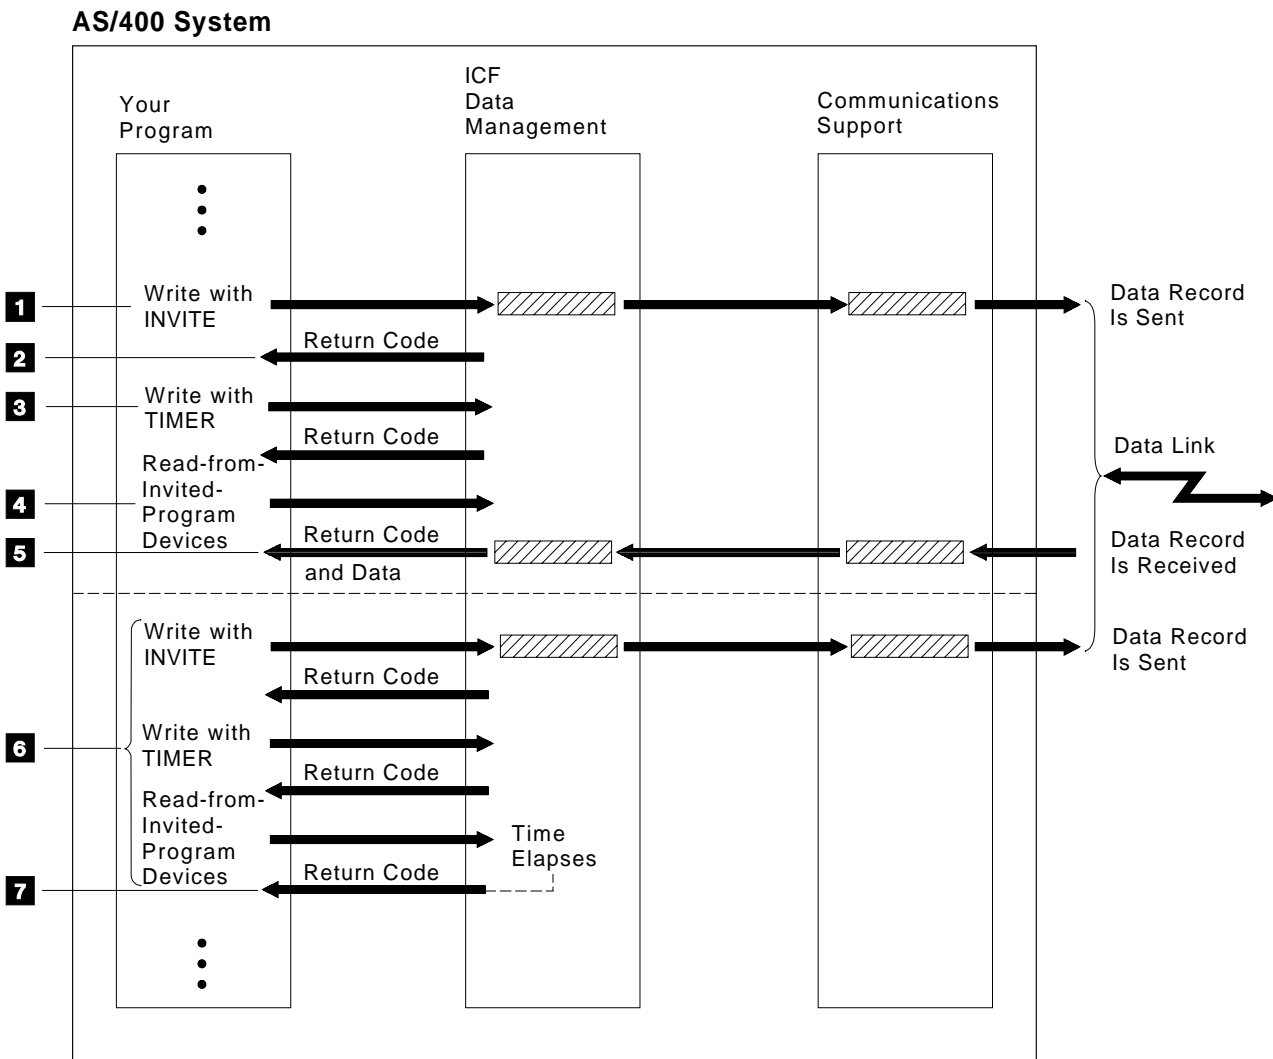 AS/400 System
Your
Program
ICF
Data
Management
Communications
Support
1
Write with
INVITE
Data Record
Is Sent
2
Return Code
3
Write with
TIMER
Return Code
Data Link
4
Read-from-
Invited-
Program
Devices
5
Return Code
and Data
Data Record
Is Received
Write with
INVITE
Data Record
Is Sent
Return Code
6
Write with
TIMER
Return Code
Read-from-
Invited-
Program
Devices
Time
Elapses
7
Return Code